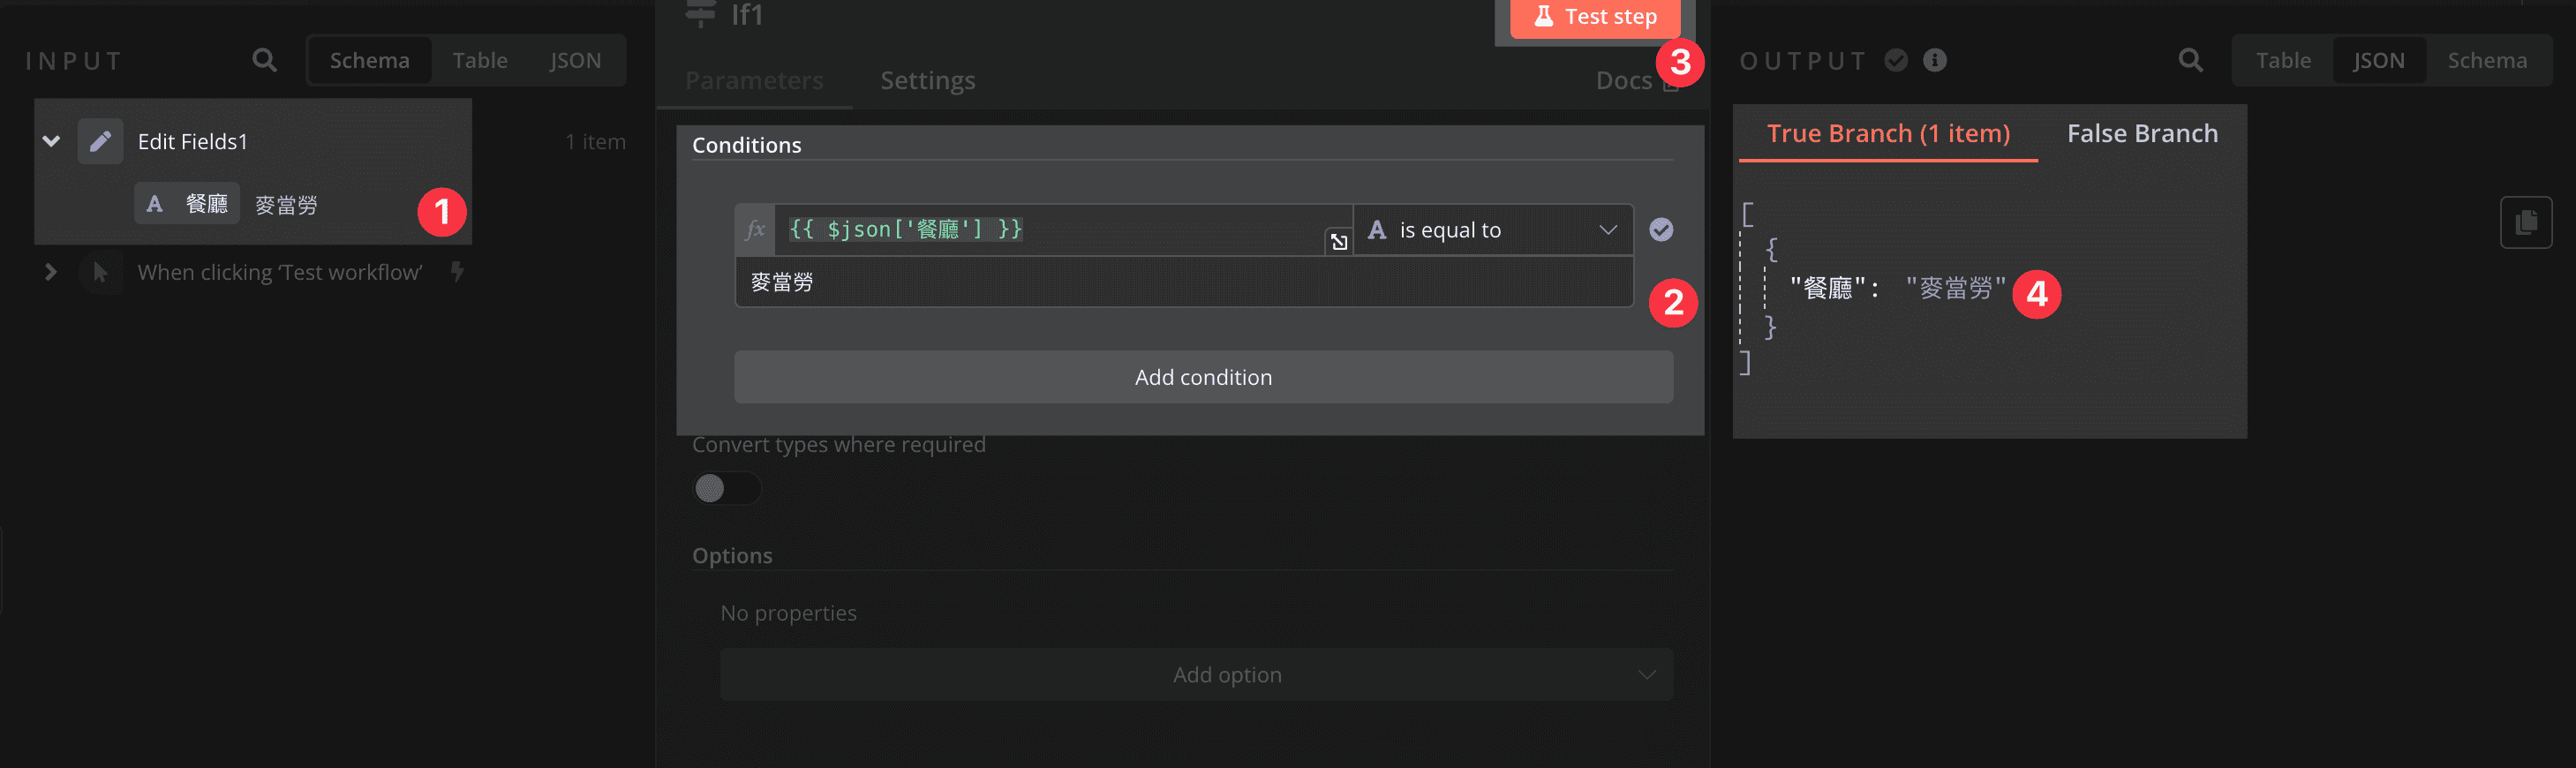 INPUT
Schema Table JSON
Edit Fields1 1 item
A 餐廳 麥當勞
1
When clicking ‘Test workflow’
If1
Test step
3
Parameters Settings Docs
Conditions
fx {{ $json['餐廳'] }} A is equal to
麥當勞
2
Add condition
Convert types where required
Options
No properties
Add option
OUTPUT
Table JSON Schema
True Branch (1 item) False Branch
[
{
"餐廳": "麥當勞"
4
}
]